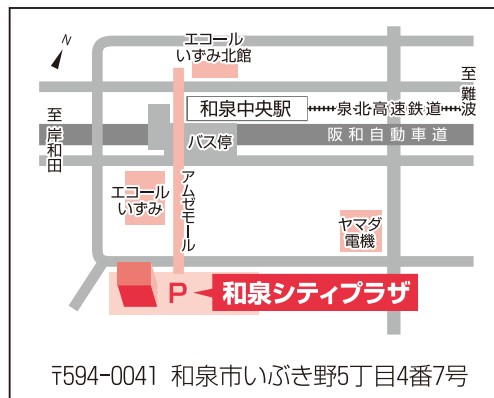 N
エコール
いずみ北館
至難波
和泉中央駅
泉北高速鉄道
至岸和田
バス停
阪和自動車道
エコール
いずみ
アムゼモール
ヤマダ
電機
P
和泉シティプラザ
〒594-0041 和泉市いぶき野5丁目4番7号